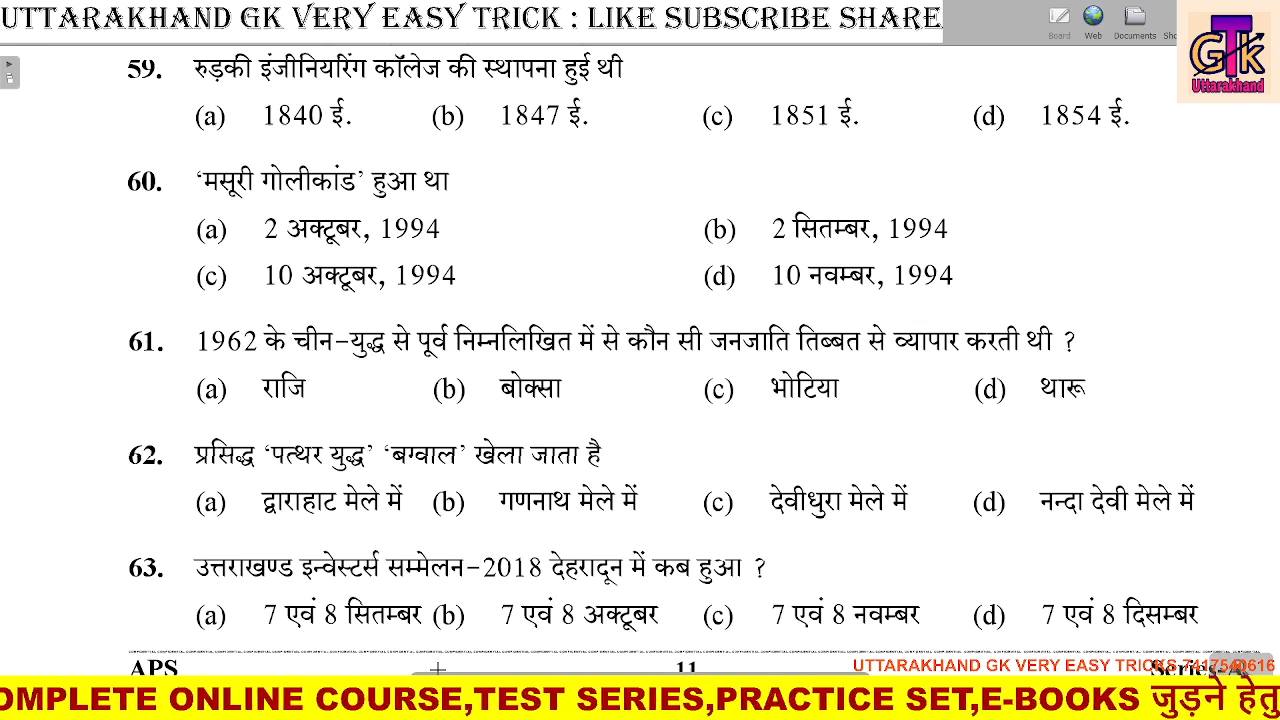 UTTARAKHAND GK VERY EASY TRICK : LIKE SUBSCRIBE SHARE
Board Web Documents
GTK
Uttarakhand
59. रुड़की इंजीनियरिंग कॉलेज की स्थापना हुई थी
(a) 1840 ई. (b) 1847 ई. (c) 1851 ई. (d) 1854 ई.
60. ‘मसूरी गोलीकांड’ हुआ था
(a) 2 अक्टूबर, 1994 (b) 2 सितम्बर, 1994
(c) 10 अक्टूबर, 1994 (d) 10 नवम्बर, 1994
61. 1962 के चीन-युद्ध से पूर्व निम्नलिखित में से कौन सी जनजाति तिब्बत से व्यापार करती थी ?
(a) राजि (b) बोक्सा (c) भोटिया (d) थारू
62. प्रसिद्ध ‘पत्थर युद्ध’ ‘बग्वाल’ खेला जाता है
(a) द्वाराहाट मेले में (b) गणनाथ मेले में (c) देवीधुरा मेले में (d) नन्दा देवी मेले में
63. उत्तराखण्ड इन्वेस्टर्स सम्मेलन-2018 देहरादून में कब हुआ ?
(a) 7 एवं 8 सितम्बर (b) 7 एवं 8 अक्टूबर (c) 7 एवं 8 नवम्बर (d) 7 एवं 8 दिसम्बर
APS 11 Series-A
UTTARAKHAND GK VERY EASY TRICKS 7417540616
OMPLETE ONLINE COURSE,TEST SERIES,PRACTICE SET,E-BOOKS जुड़ने हेतु